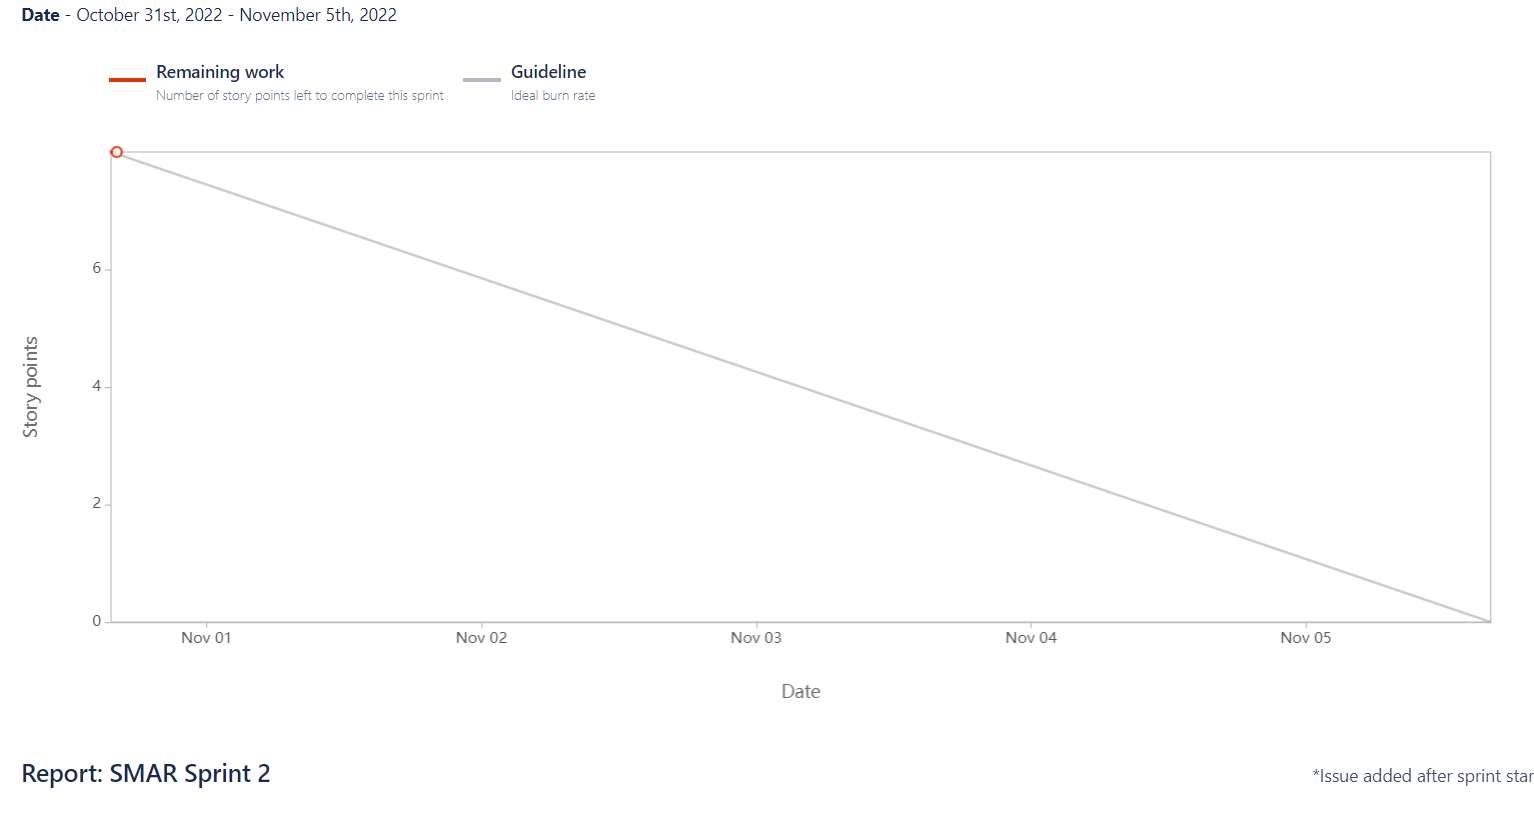 Date - October 31st, 2022 - November 5th, 2022
Remaining work
Number of story points left to complete this sprint
Guideline
Ideal burn rate
6
4
2
0
Story points
Nov 01 Nov 02 Nov 03 Nov 04 Nov 05
Date
Report: SMAR Sprint 2
*Issue added after sprint star